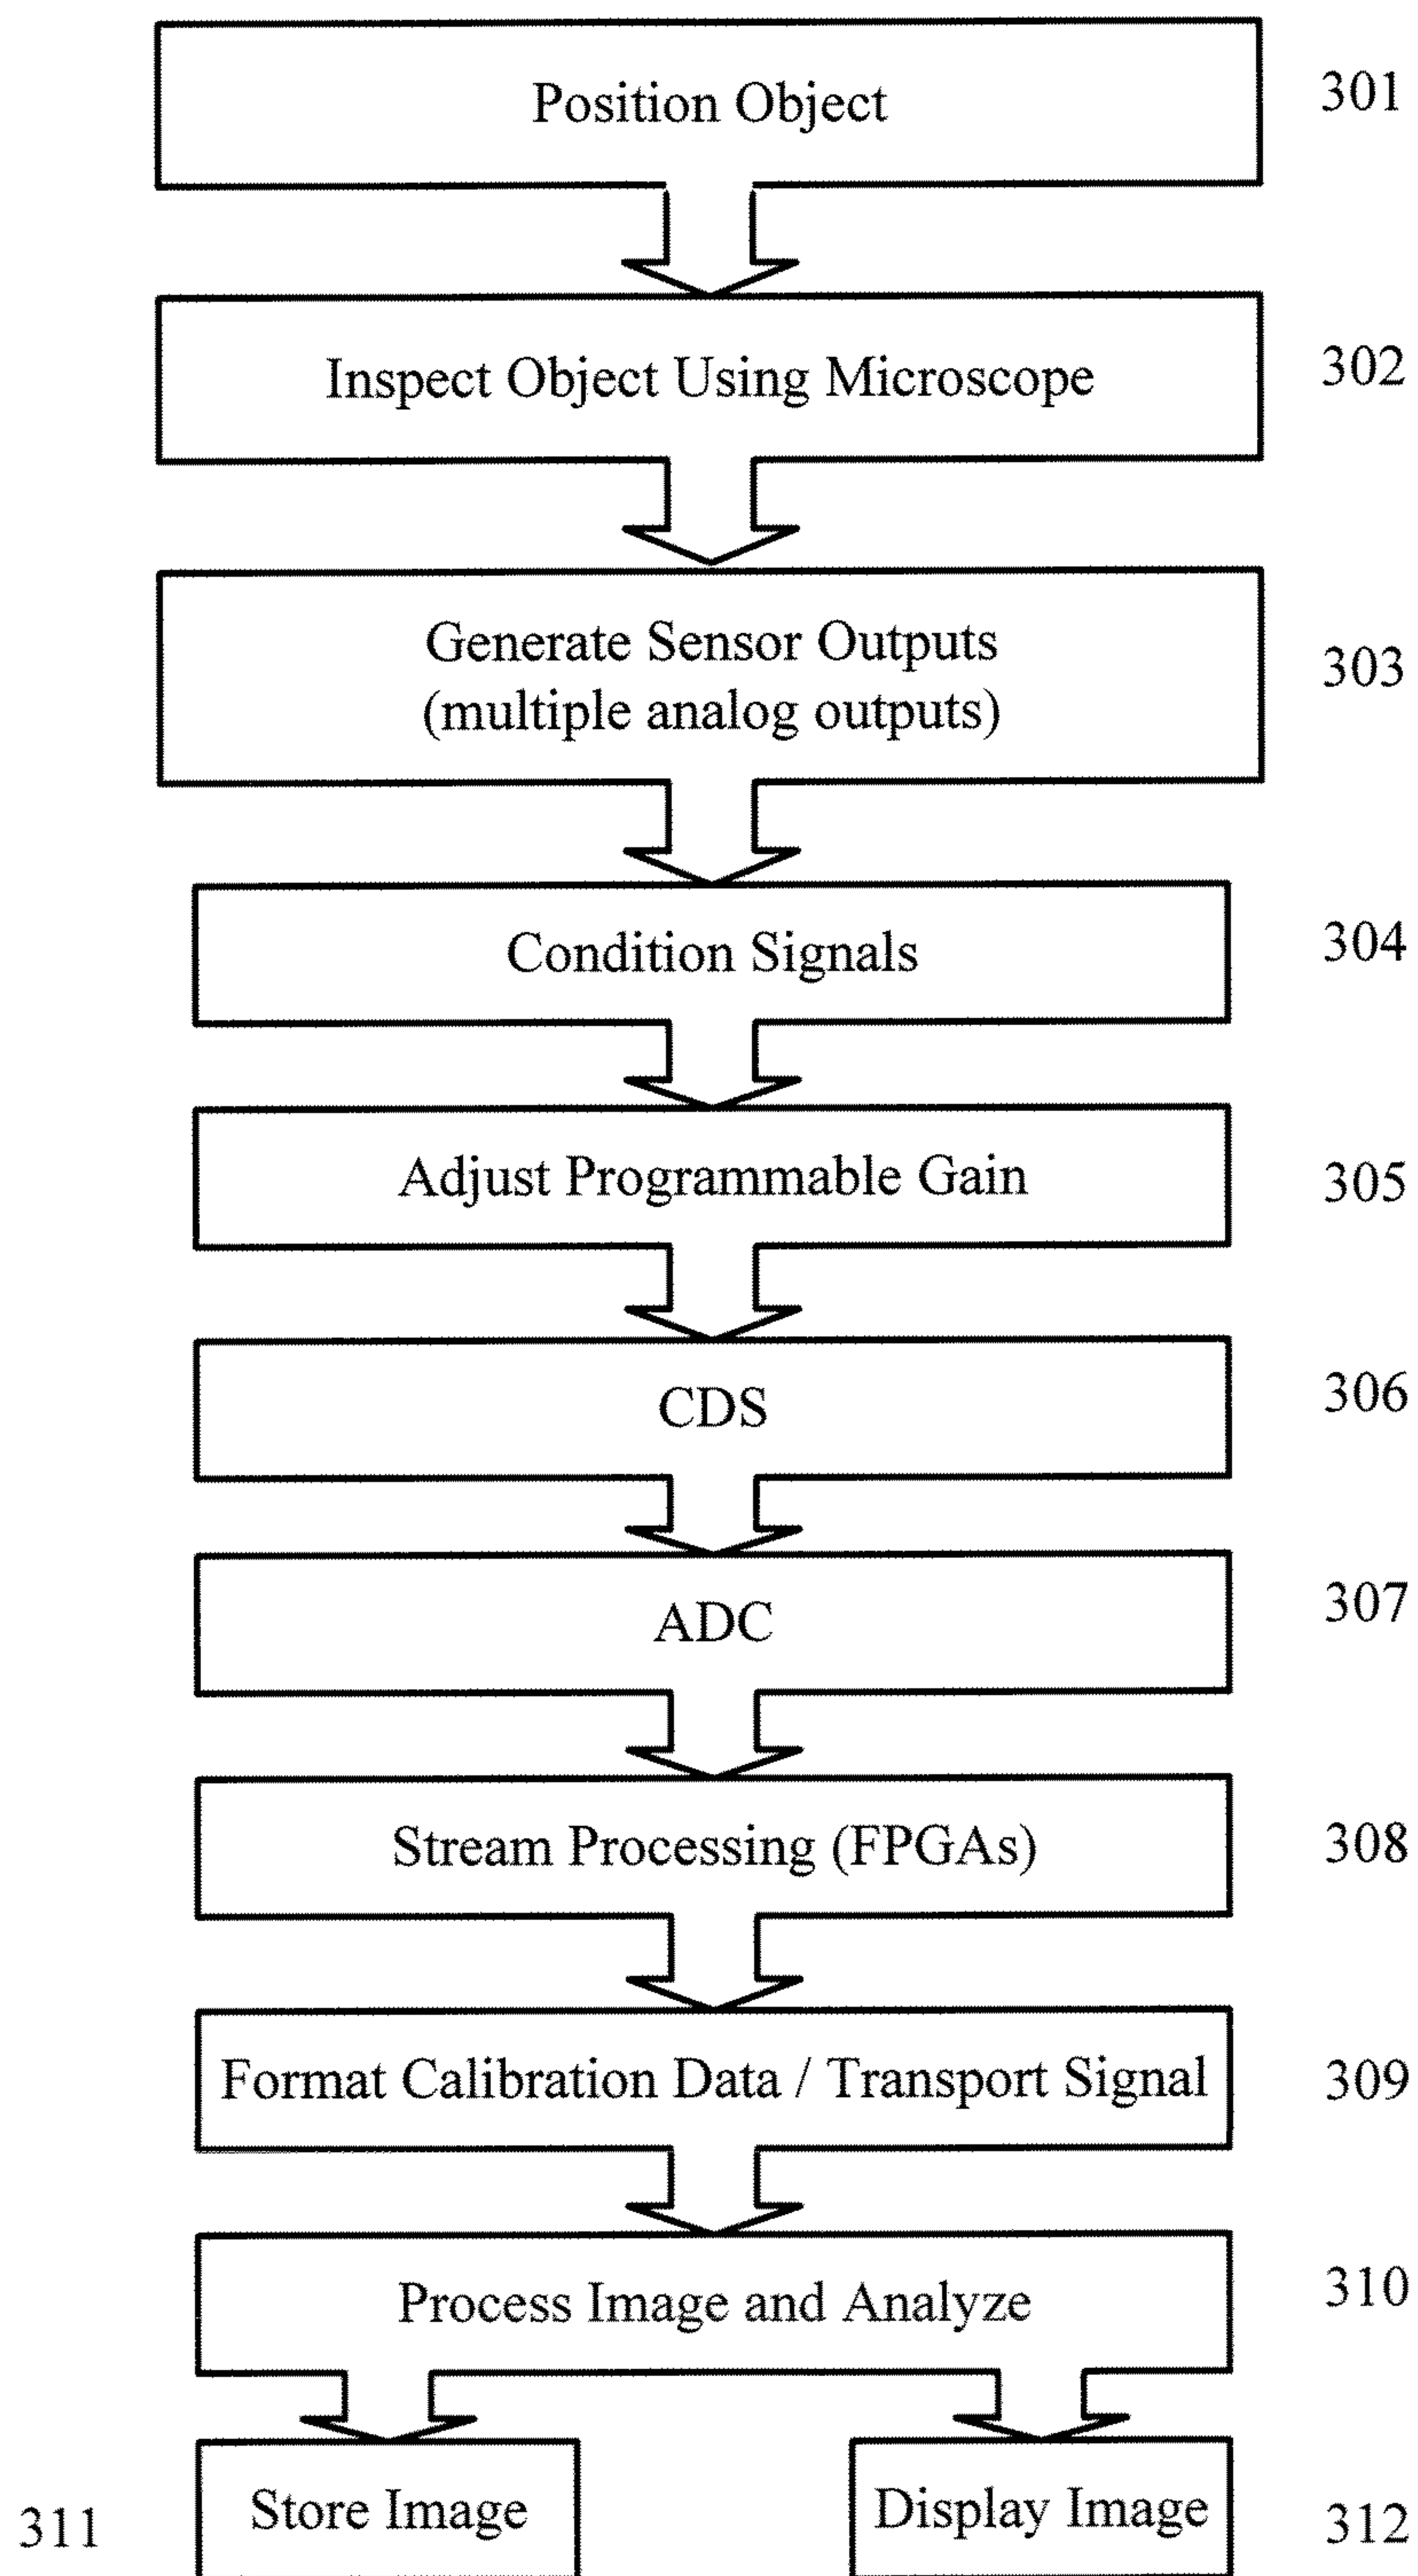 Position Object
301
Inspect Object Using Microscope
302
Generate Sensor Outputs
(multiple analog outputs)
303
Condition Signals
304
Adjust Programmable Gain
305
CDS
306
ADC
307
Stream Processing (FPGAs)
308
Format Calibration Data / Transport Signal
309
Process Image and Analyze
310
311
Store Image
Display Image
312